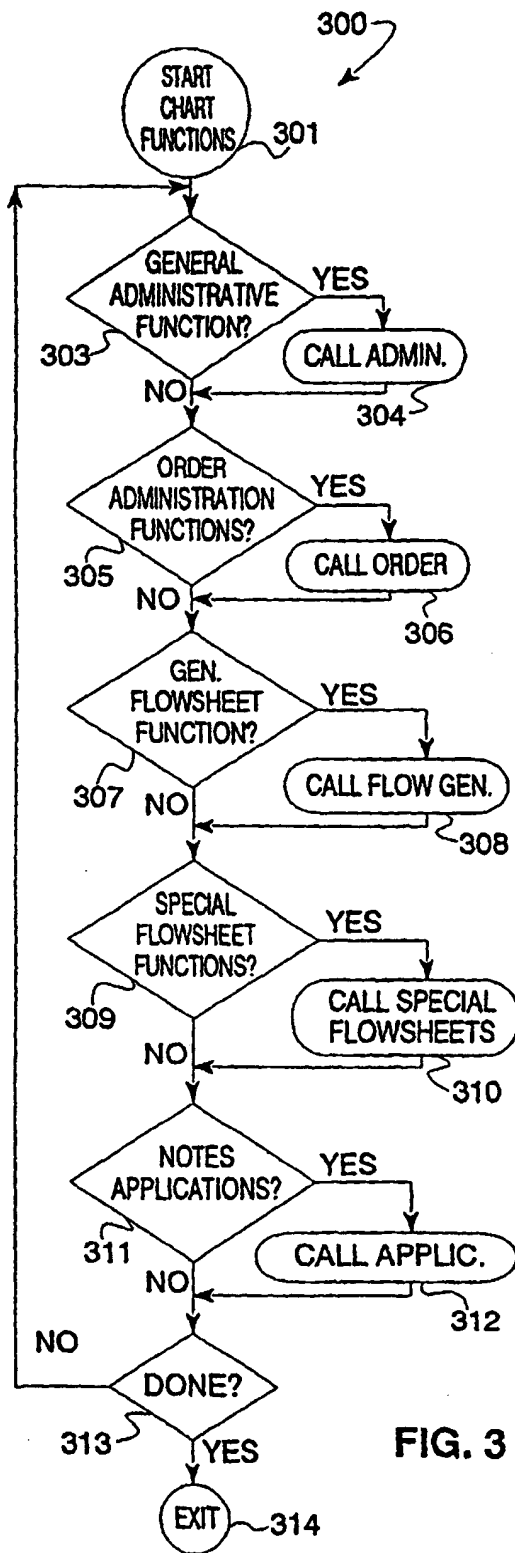 300
START
CHART
FUNCTIONS
301
GENERAL
ADMINISTRATIVE
FUNCTION?
YES
303
CALL ADMIN.
NO
304
ORDER
ADMINISTRATION
FUNCTIONS?
YES
305
CALL ORDER
NO
306
GEN.
FLOWSHEET
FUNCTION?
YES
307
CALL FLOW GEN.
NO
308
SPECIAL
FLOWSHEET
FUNCTIONS?
YES
309
CALL SPECIAL
FLOWSHEETS
NO
310
NOTES
APPLICATIONS?
YES
311
CALL APPLIC.
NO
312
NO
DONE?
313
YES
FIG. 3
EXIT
314